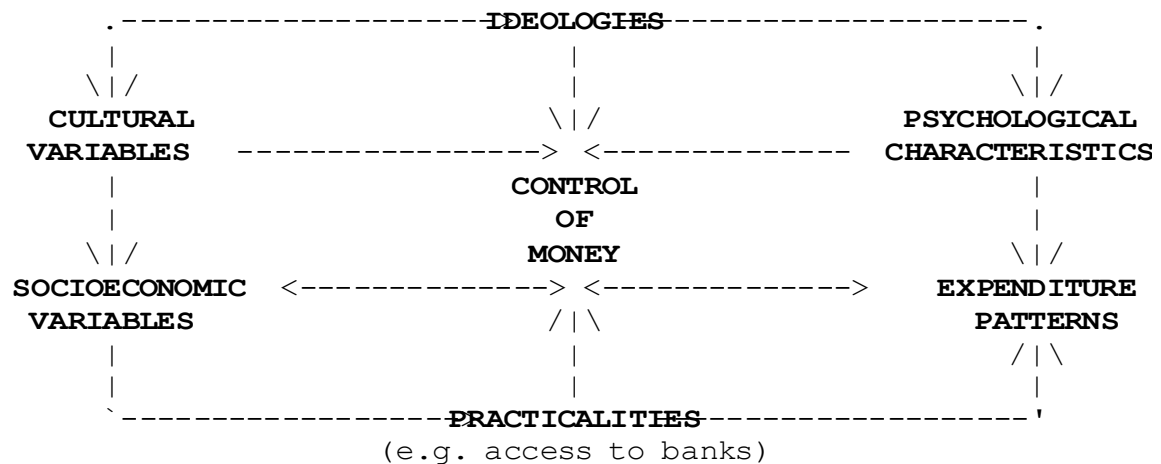 IDEOLOGIES
CULTURAL PSYCHOLOGICAL
VARIABLES CHARACTERISTICS
CONTROL
OF
MONEY
SOCIOECONOMIC EXPENDITURE
VARIABLES PATTERNS
PRACTICALITIES
(e.g. access to banks)